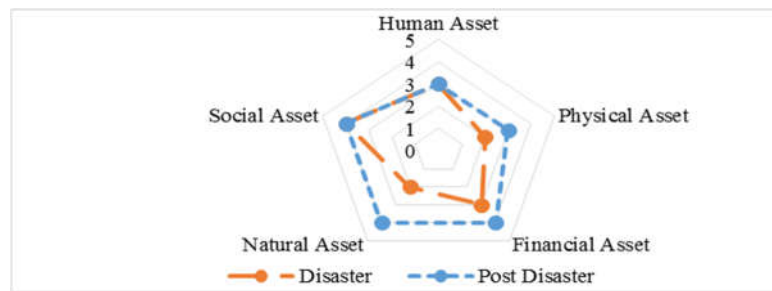 Human Asset
5
4
3
2
1
0
Social Asset
Physical Asset
Natural Asset
Financial Asset
Disaster
Post Disaster